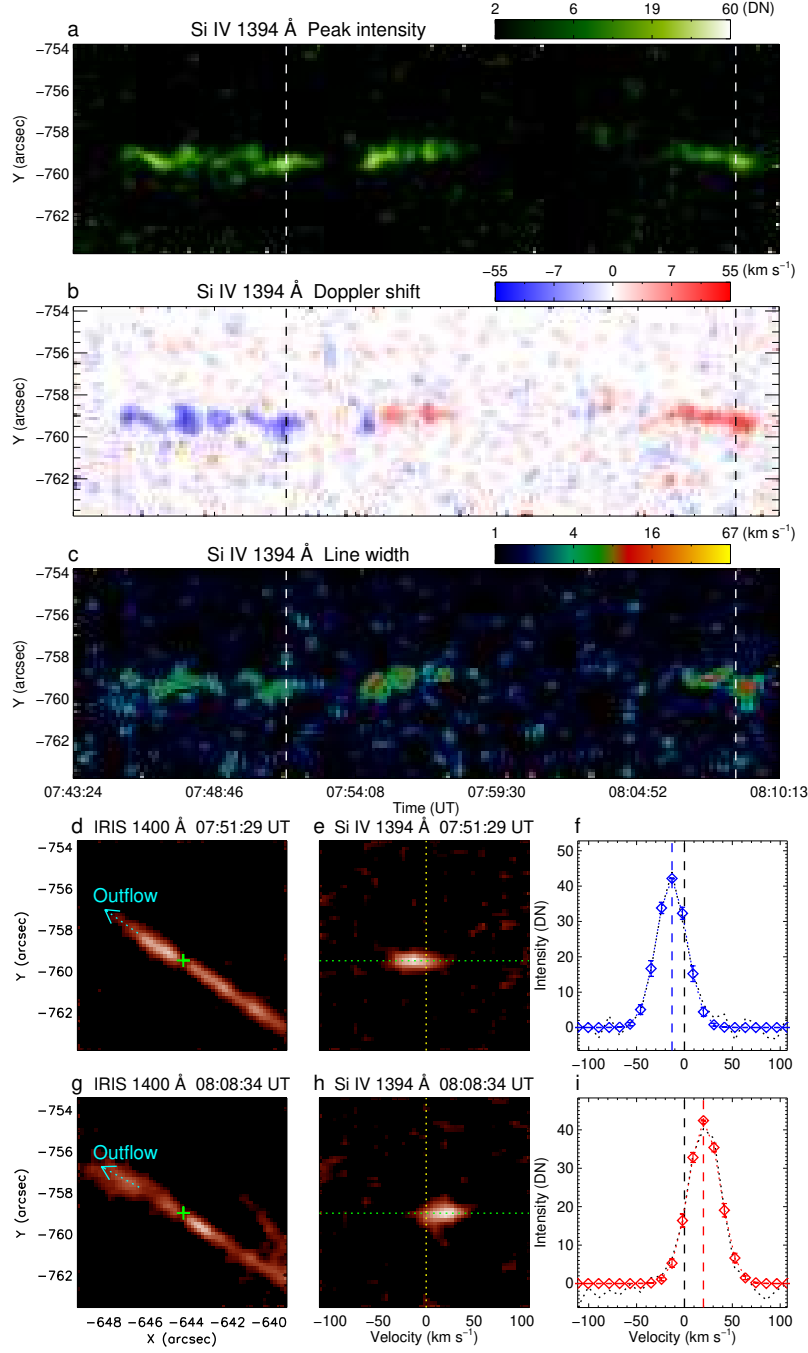 2 6 19 60 (DN)
a Si IV 1394 Å Peak intensity
−754
−756
−758
−760
−762
Y (arcsec)
−55 −7 0 7 55 (km s⁻¹)
b Si IV 1394 Å Doppler shift
−754
−756
−758
−760
−762
Y (arcsec)
1 4 16 67 (km s⁻¹)
c Si IV 1394 Å Line width
−754
−756
−758
−760
−762
Y (arcsec)
07:43:24 07:48:46 07:54:08 07:59:30 08:04:52 08:10:13
Time (UT)
d IRIS 1400 Å 07:51:29 UT
−754
−756
−758
−760
−762
Y (arcsec)
Outflow
e Si IV 1394 Å 07:51:29 UT
f
50
40
30
20
10
0
Intensity (DN)
−100 −50 0 50 100
g IRIS 1400 Å 08:08:34 UT
−754
−756
−758
−760
−762
Y (arcsec)
Outflow
−648 −646 −644 −642 −640
X (arcsec)
h Si IV 1394 Å 08:08:34 UT
−100 −50 0 50 100
Velocity (km s⁻¹)
i
40
30
20
10
0
Intensity (DN)
−100 −50 0 50 100
Velocity (km s⁻¹)